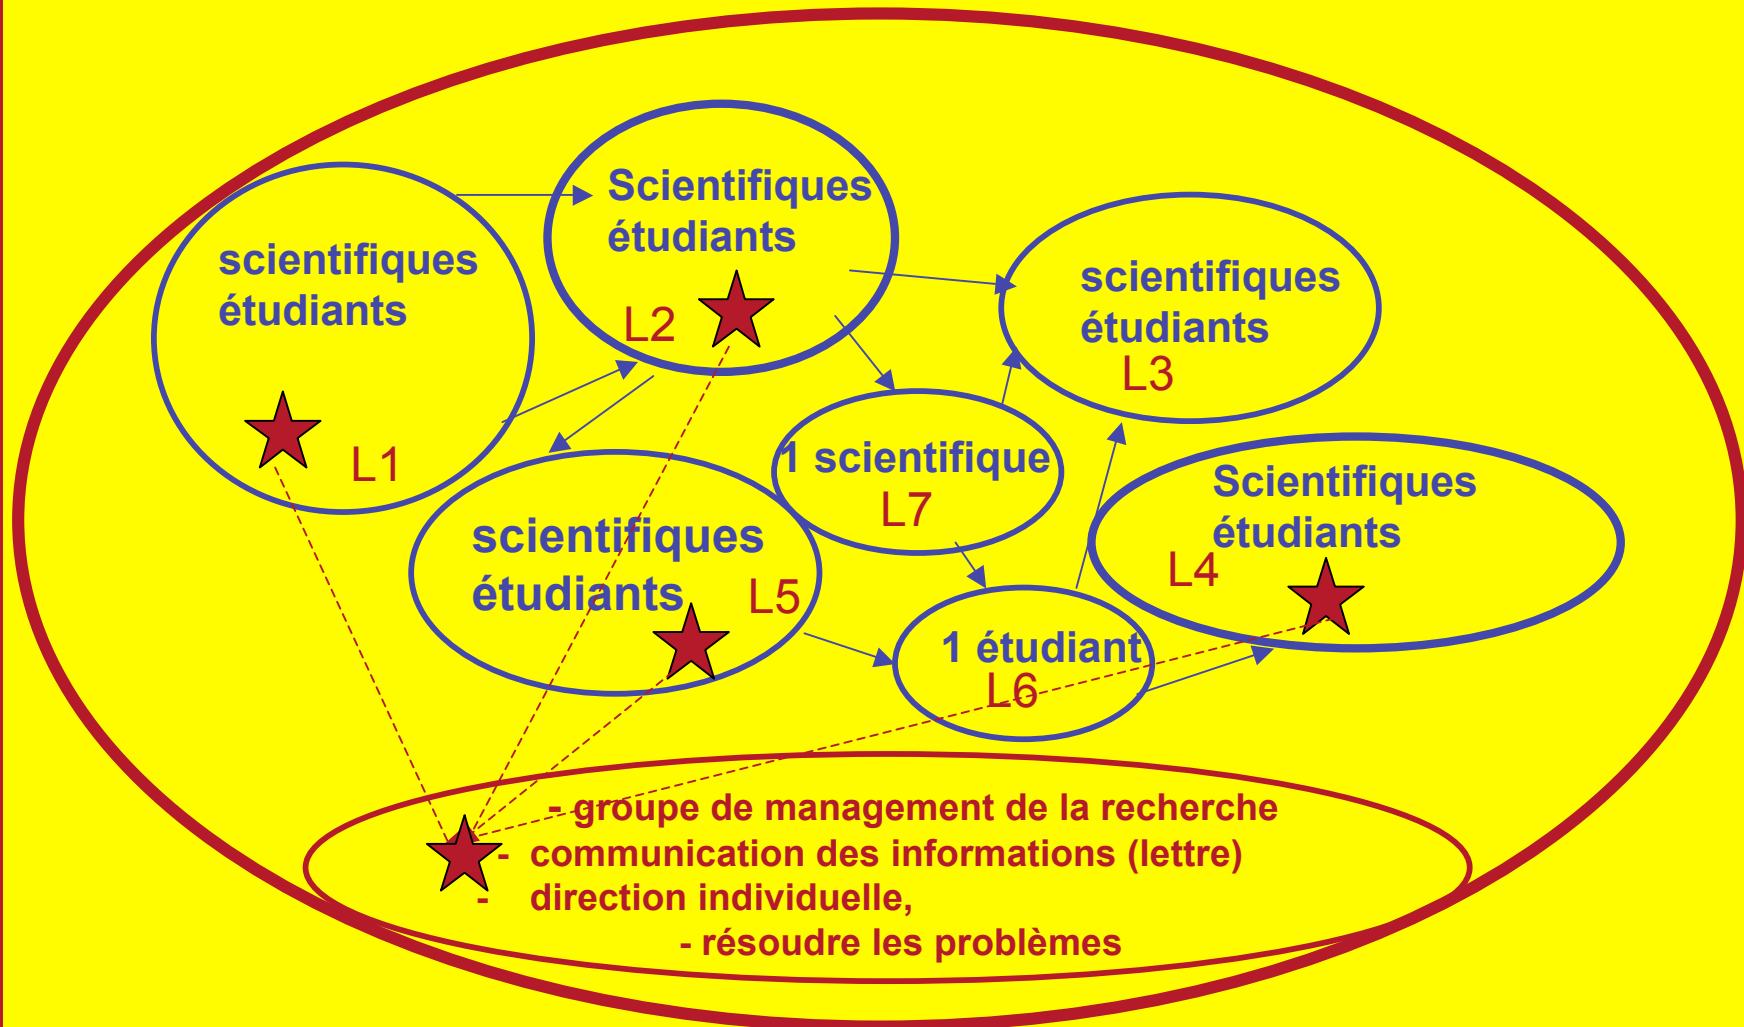 Scientifiques
étudiants
L2
scientifiques
étudiants
L1
scientifiques
étudiants
L3
1 scientifique
L7
Scientifiques
étudiants
L4
scientifiques
étudiants
L5
1 étudiant
L6
- groupe de management de la recherche
- communication des informations (lettre)
- direction individuelle,
- résoudre les problèmes